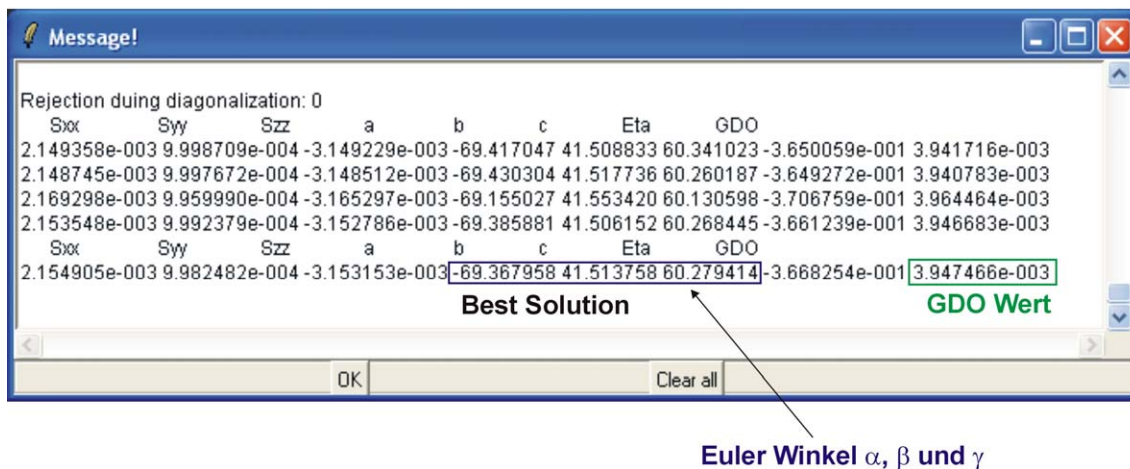 Message!
Rejection duing diagonalization: 0
Sxx Syy Szz a b c Eta GDO
2.149358e-003 9.998709e-004 -3.149229e-003 -69.417047 41.508833 60.341023 -3.650059e-001 3.941716e-003
2.148745e-003 9.997672e-004 -3.148512e-003 -69.430304 41.517736 60.260187 -3.649272e-001 3.940783e-003
2.169298e-003 9.959990e-004 -3.165297e-003 -69.155027 41.553420 60.130598 -3.706759e-001 3.964464e-003
2.153548e-003 9.992379e-004 -3.152786e-003 -69.385881 41.506152 60.268445 -3.661239e-001 3.946683e-003
Sxx Syy Szz a b c Eta GDO
2.154905e-003 9.982482e-004 -3.153153e-003 -69.367958 41.513758 60.279414 -3.668254e-001 3.947466e-003
Best Solution GDO Wert
OK Clear all
Euler Winkel α, β und γ